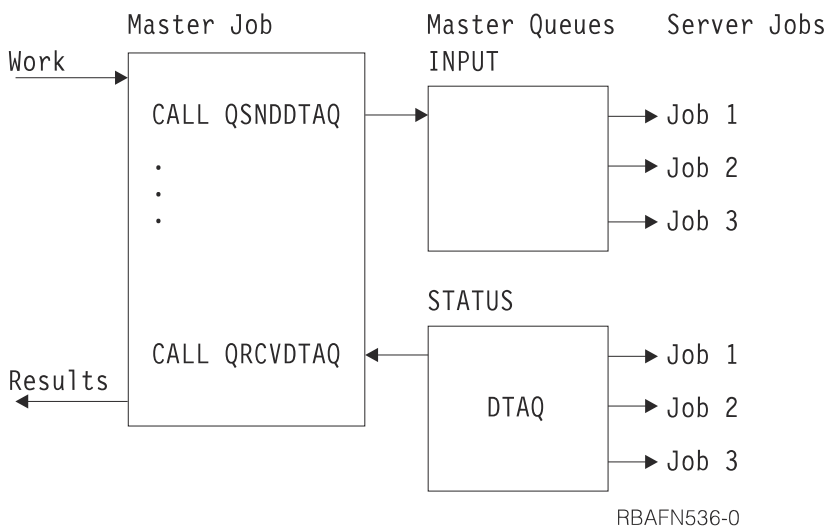 Master Job
Master Queues
Server Jobs
Work
INPUT
CALL QSNDDTAQ
.
.
.
Job 1
Job 2
Job 3
STATUS
CALL QRCVDTAQ
Results
DTAQ
Job 1
Job 2
Job 3
RBAFN536-0